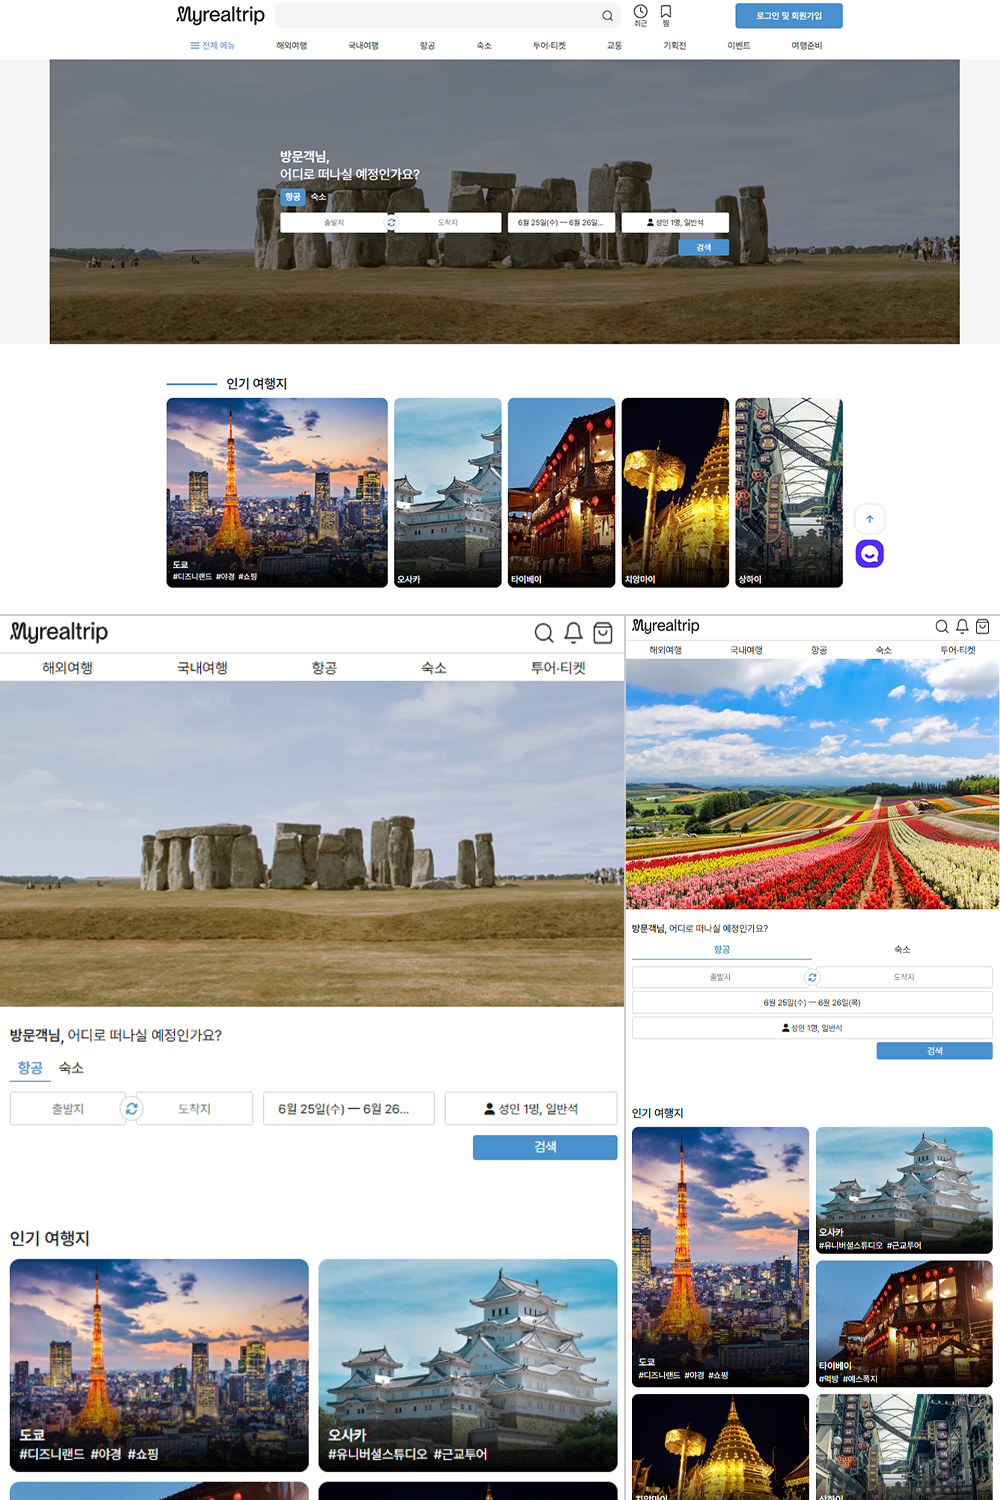 Myrealtrip
최근
찜
로그인 및 회원가입
전체 메뉴 해외여행 국내여행 항공 숙소 투어·티켓 교통 기획전 이벤트 여행준비
방문객님,
어디로 떠나실 예정인가요?
항공 숙소
출발지 도착지 6월 25일(수) — 6월 26일... 성인 1명, 일반석
검색
인기 여행지
도쿄
#디즈니랜드 #야경 #쇼핑
오사카
타이베이
치앙마이
상하이
Myrealtrip
해외여행 국내여행 항공 숙소 투어·티켓
방문객님, 어디로 떠나실 예정인가요?
항공 숙소
출발지 도착지 6월 25일(수) — 6월 26... 성인 1명, 일반석
검색
인기 여행지
도쿄
#디즈니랜드 #야경 #쇼핑
오사카
#유니버셜스튜디오 #근교투어
Myrealtrip
해외여행 국내여행 항공 숙소 투어·티켓
방문객님, 어디로 떠나실 예정인가요?
항공 숙소
출발지 도착지
6월 25일(수) — 6월 26일(목)
성인 1명, 일반석
검색
인기 여행지
도쿄
#디즈니랜드 #야경 #쇼핑
오사카
#유니버셜스튜디오 #근교투어
타이베이
#먹방 #예스폭지
치앙마이
상하이